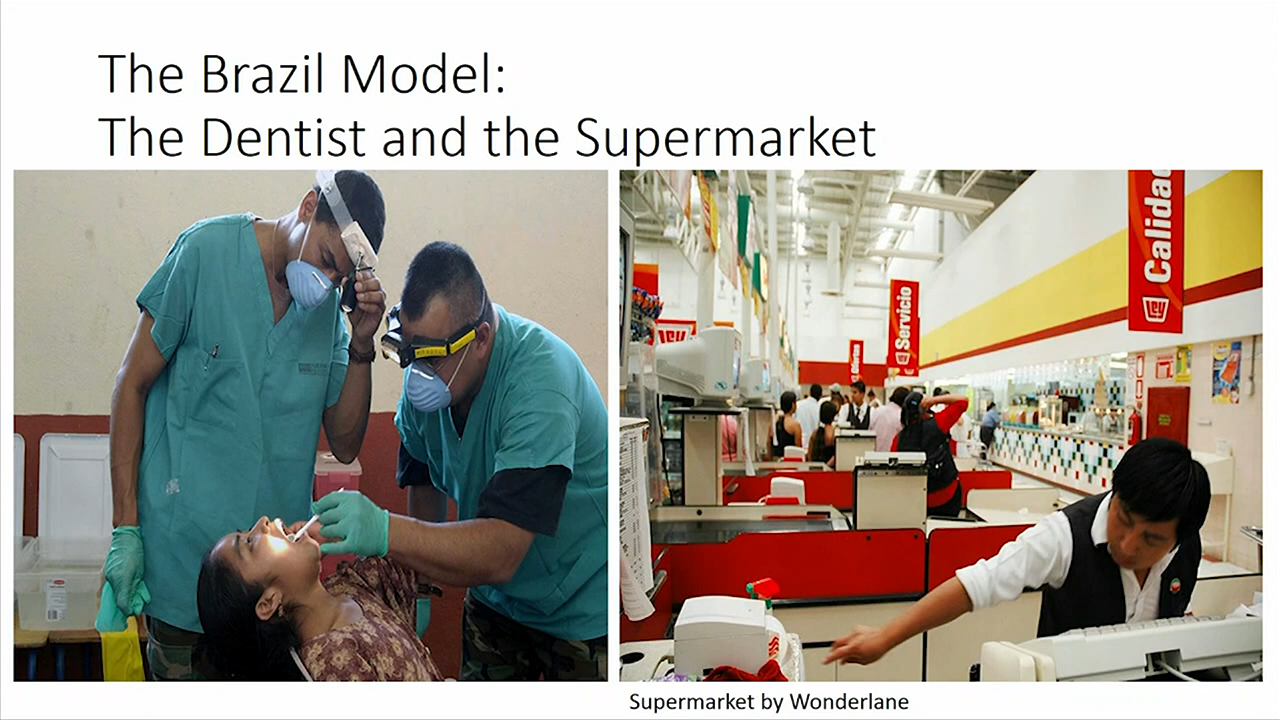 The Brazil Model:
The Dentist and the Supermarket
Calidad
Servicio
Supermarket by Wonderlane